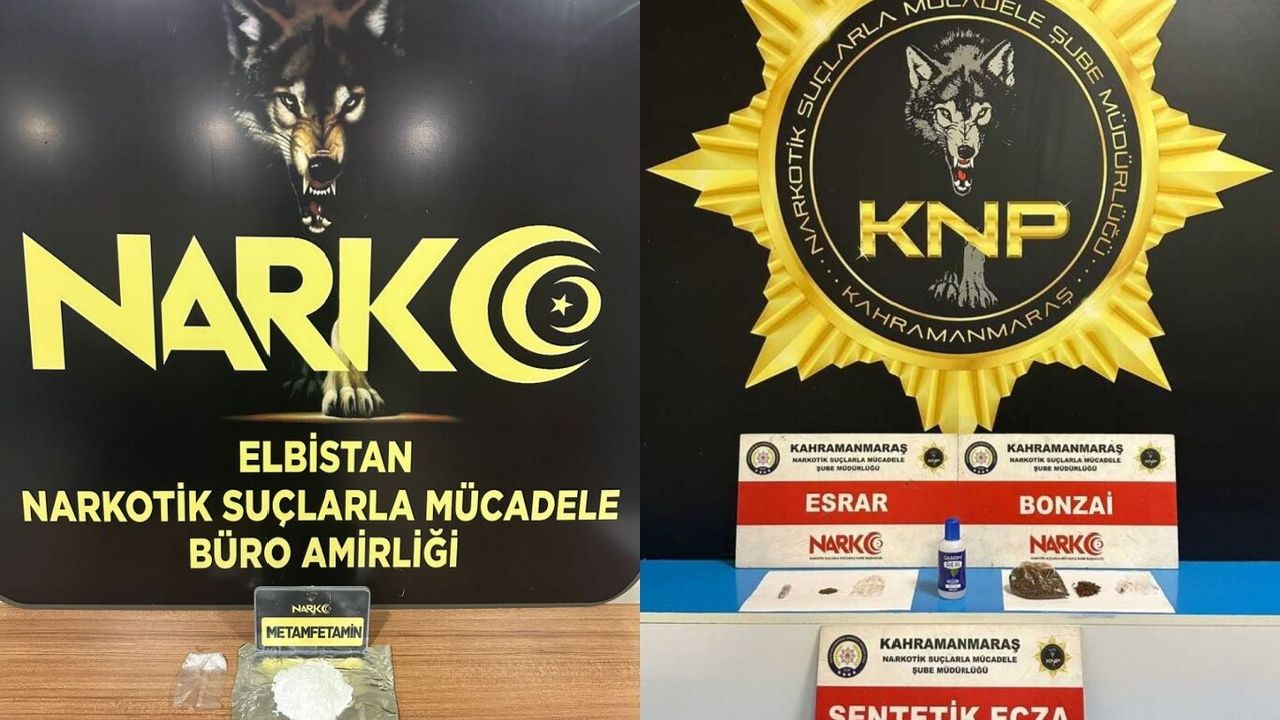 NARKO
ELBİSTAN
NARKOTİK SUÇLARLA MÜCADELE
BÜRO AMİRLİĞİ
NARKO
METAMFETAMİN
NARKOTİK SUÇLARLA MÜCADELE ŞUBE MÜDÜRLÜĞÜ
KNP
KAHRAMANMARAŞ
KAHRAMANMARAŞ
NARKOTİK SUÇLARLA MÜCADELE
ŞUBE MÜDÜRLÜĞÜ
ESRAR
NARKO
KAHRAMANMARAŞ
NARKOTİK SUÇLARLA MÜCADELE
ŞUBE MÜDÜRLÜĞÜ
BONZAİ
NARKO
KAHRAMANMARAŞ
NARKOTİK SUÇLARLA MÜCADELE
ŞUBE MÜDÜRLÜĞÜ
KNP
SENTETİK ECZA